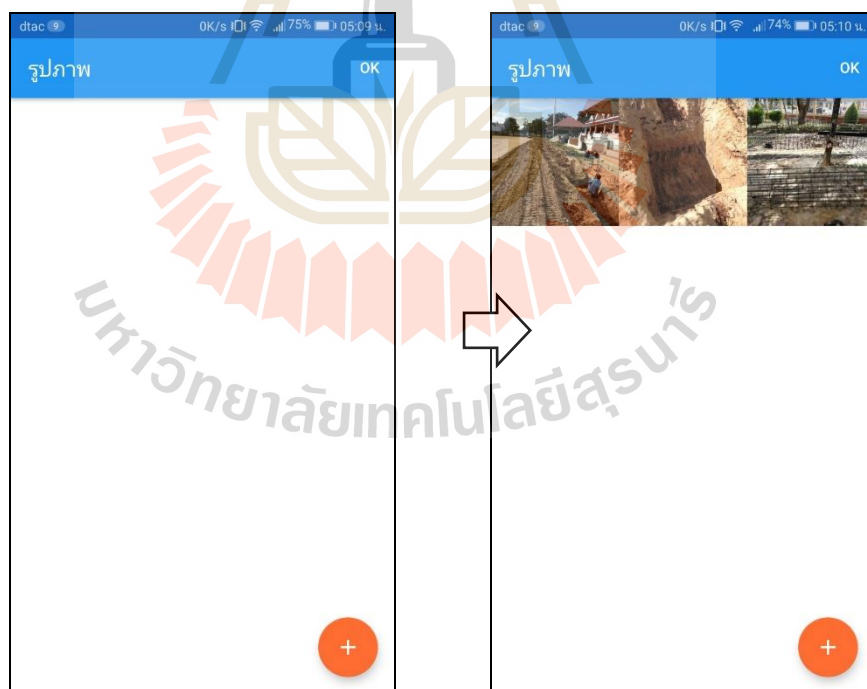 dtac 9 0K/s 75% 05:09 น.
รูปภาพ OK
+
dtac 9 0K/s 74% 05:10 น.
รูปภาพ OK
+
มหาวิทยาลัยเทคโนโลยีสุรนารี